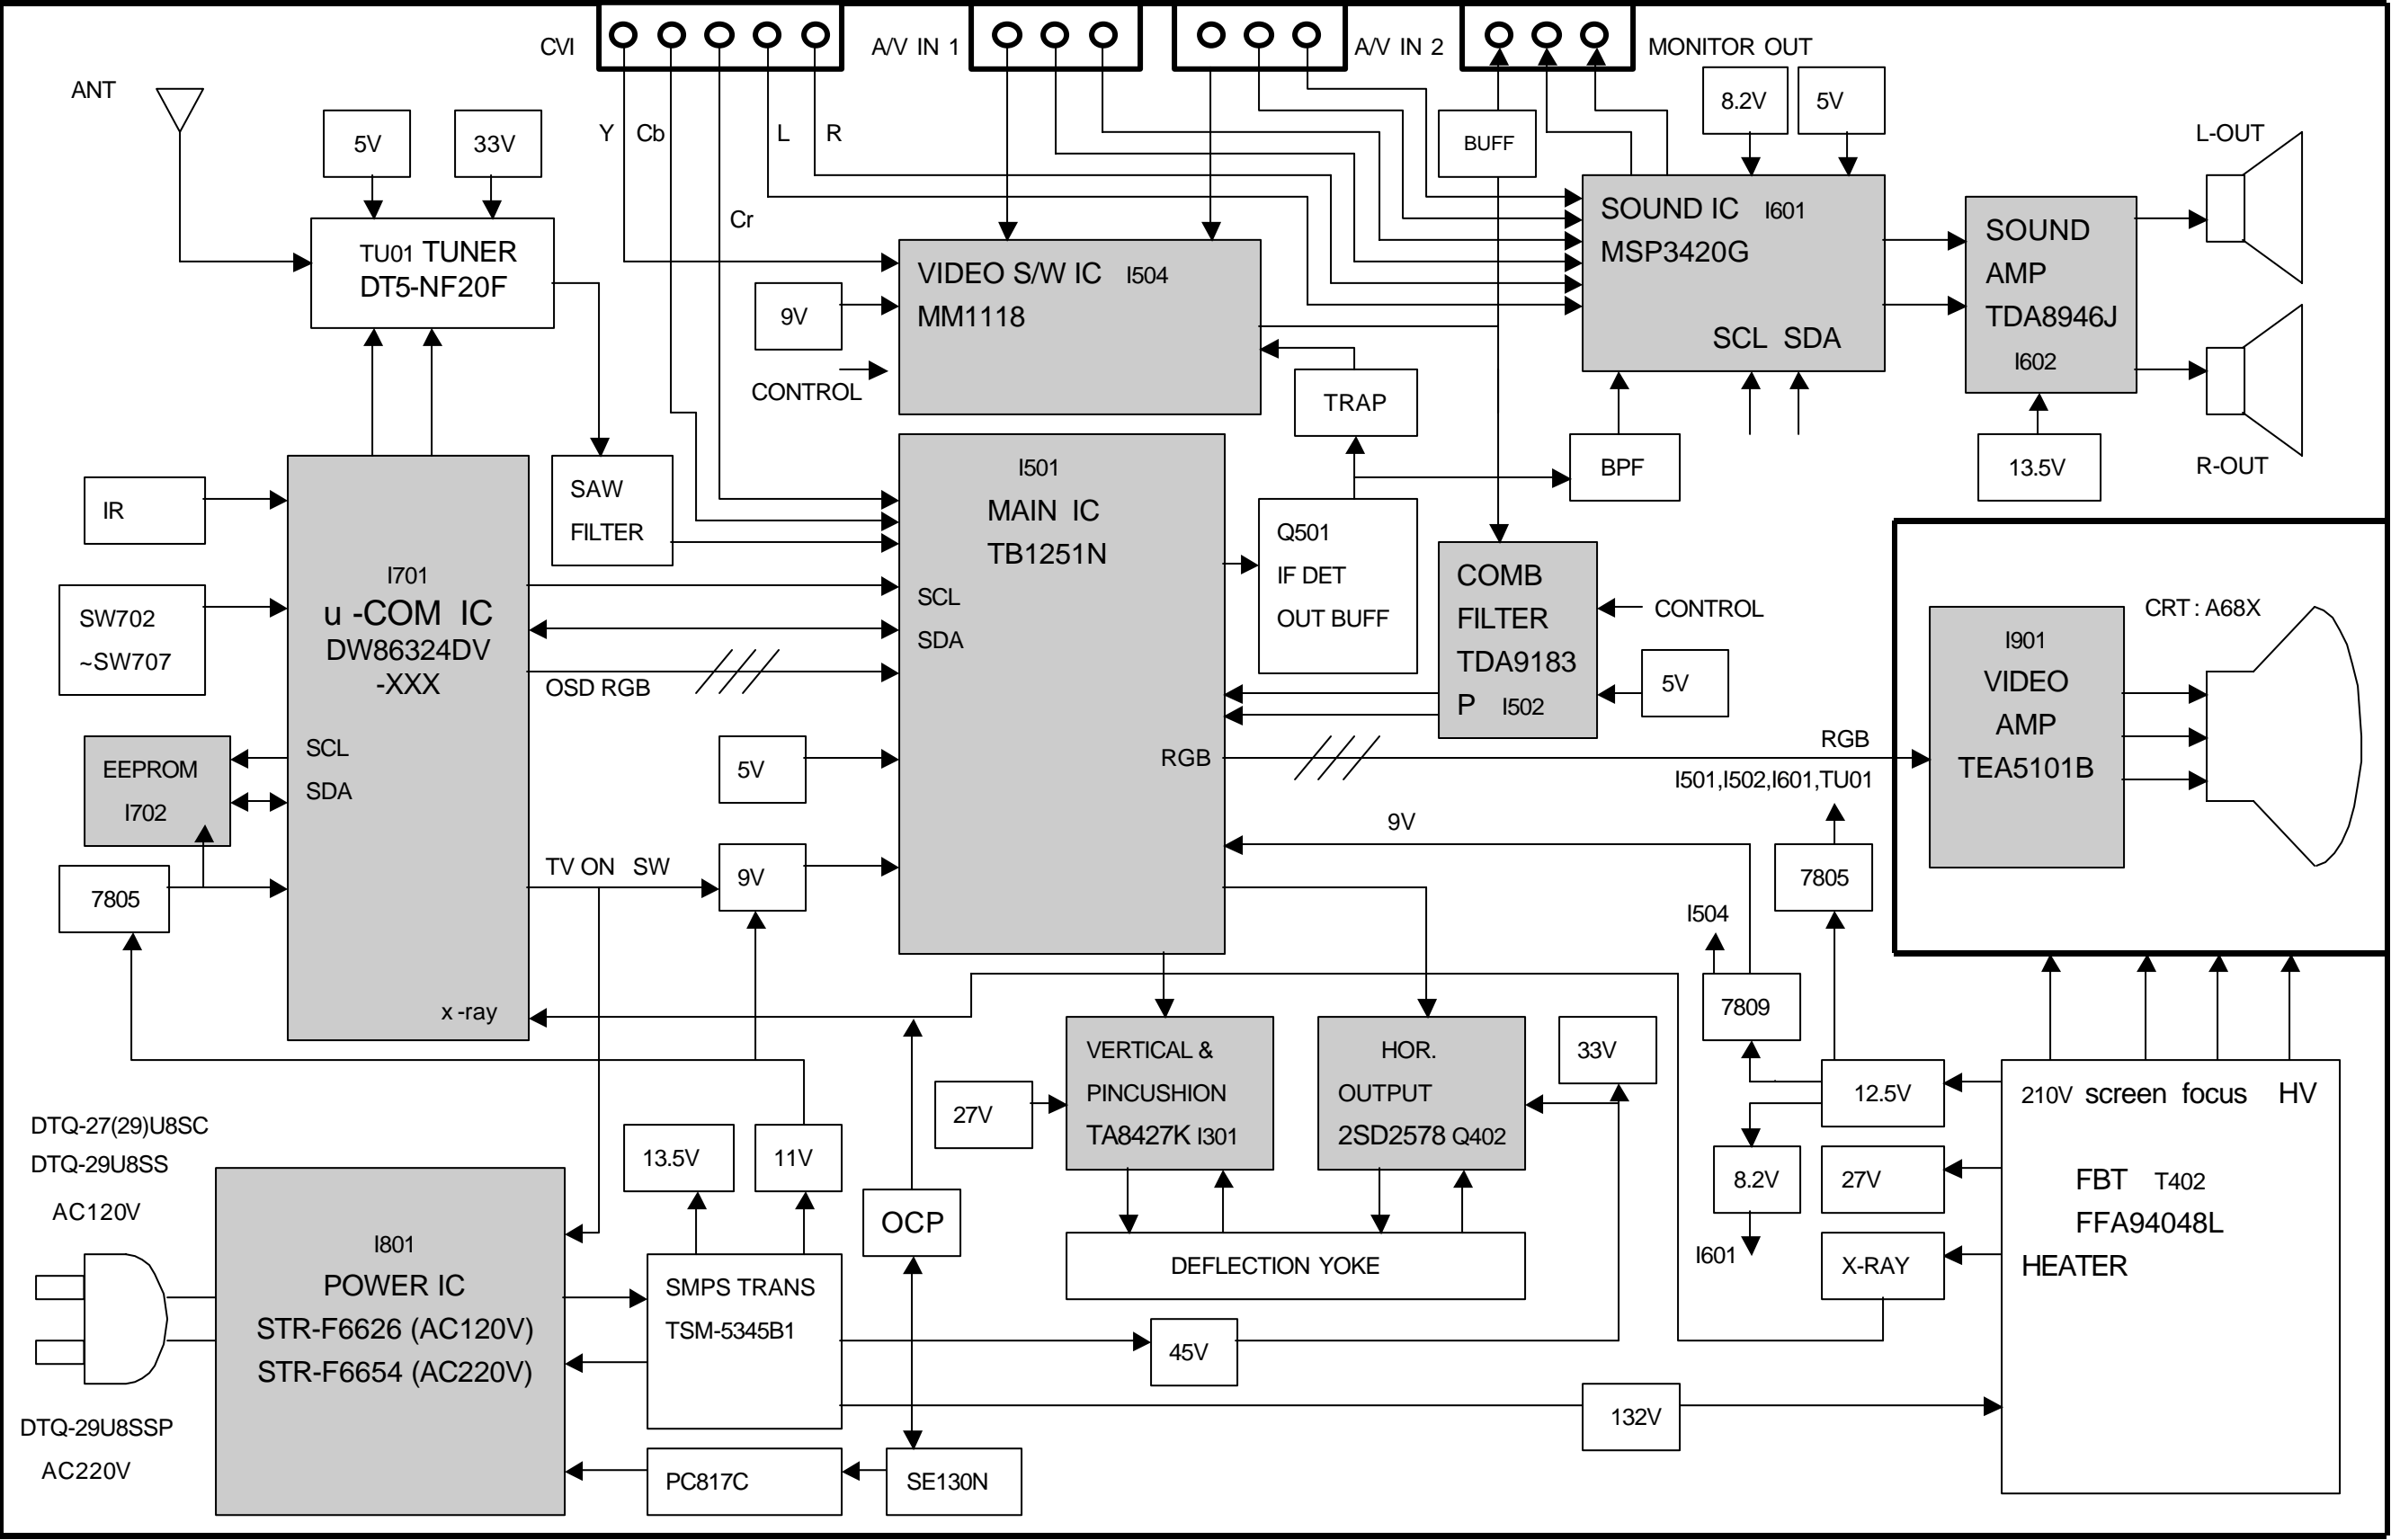 CVI
A/V IN 1
A/V IN 2
MONITOR OUT
ANT
5V
33V
Y
Cb
L
R
Cr
BUFF
8.2V
5V
L-OUT
TU01 TUNER
DT5-NF20F
VIDEO S/W IC I504
MM1118
9V
CONTROL
SOUND IC I601
MSP3420G
SCL SDA
SOUND
AMP
TDA8946J
I602
TRAP
BPF
13.5V
R-OUT
IR
SAW
FILTER
I501
MAIN IC
TB1251N
SCL
SDA
Q501
IF DET
OUT BUFF
COMB
FILTER
TDA9183
P I502
CONTROL
5V
SW702
~SW707
I701
u -COM IC
DW86324DV
-XXX
OSD RGB
CRT : A68X
I901
VIDEO
AMP
TEA5101B
EEPROM
I702
SCL
SDA
5V
RGB
RGB
I501,I502,I601,TU01
9V
7805
TV ON SW
9V
7805
I504
x -ray
7809
VERTICAL &
PINCUSHION
TA8427K I301
27V
HOR.
OUTPUT
2SD2578 Q402
33V
12.5V
210V screen focus HV
DTQ-27(29)U8SC
DTQ-29U8SS
AC120V
13.5V
11V
OCP
8.2V
27V
FBT T402
FFA94048L
HEATER
I601
X-RAY
DEFLECTION YOKE
I801
POWER IC
STR-F6626 (AC120V)
STR-F6654 (AC220V)
SMPS TRANS
TSM-5345B1
45V
132V
DTQ-29U8SSP
AC220V
PC817C
SE130N